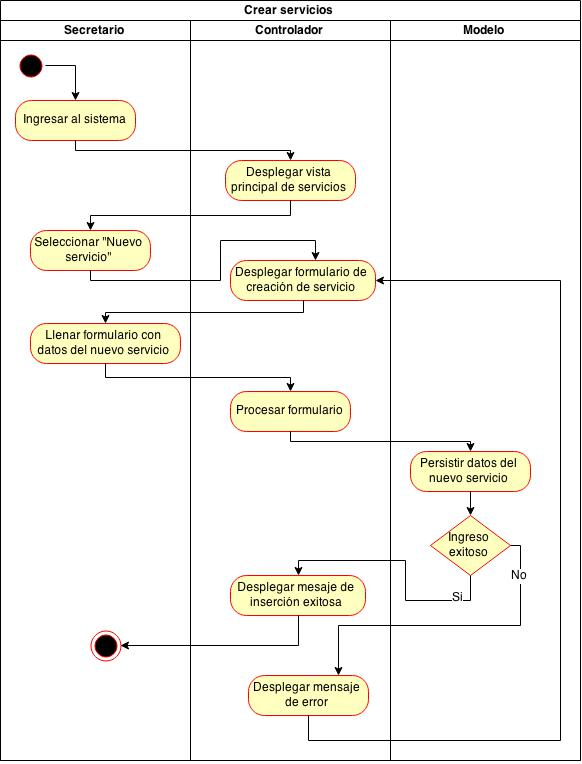 Crear servicios
Secretario
Controlador
Modelo
Ingresar al sistema
Desplegar vista
principal de servicios
Seleccionar "Nuevo
servicio"
Desplegar formulario de
creación de servicio
Llenar formulario con
datos del nuevo servicio
Procesar formulario
Persistir datos del
nuevo servicio
Ingreso
exitoso
No
Si
Desplegar mesaje de
inserción exitosa
Desplegar mensaje
de error